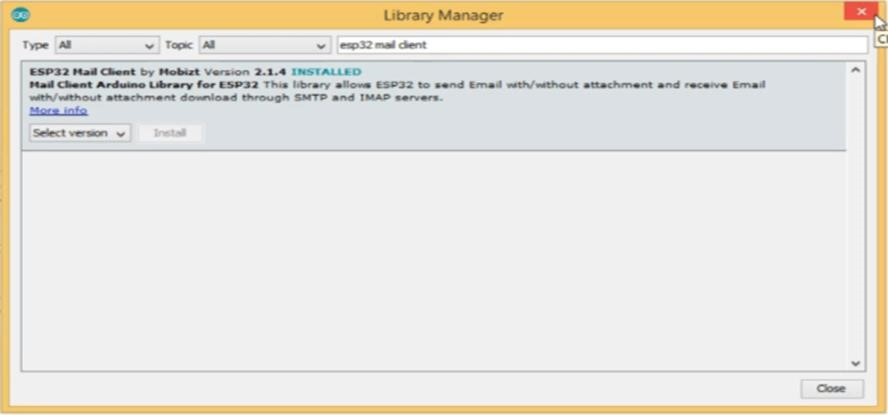 Library Manager
Type All Topic All esp32 mail client
ESP32 Mail Client by Mobizt Version 2.1.4 INSTALLED
Mail Client Arduino Library for ESP32 This library allows ESP32 to send Email with/without attachment and receive Email
with/without attachment download through SMTP and IMAP servers.
More info
Select version Install
Close